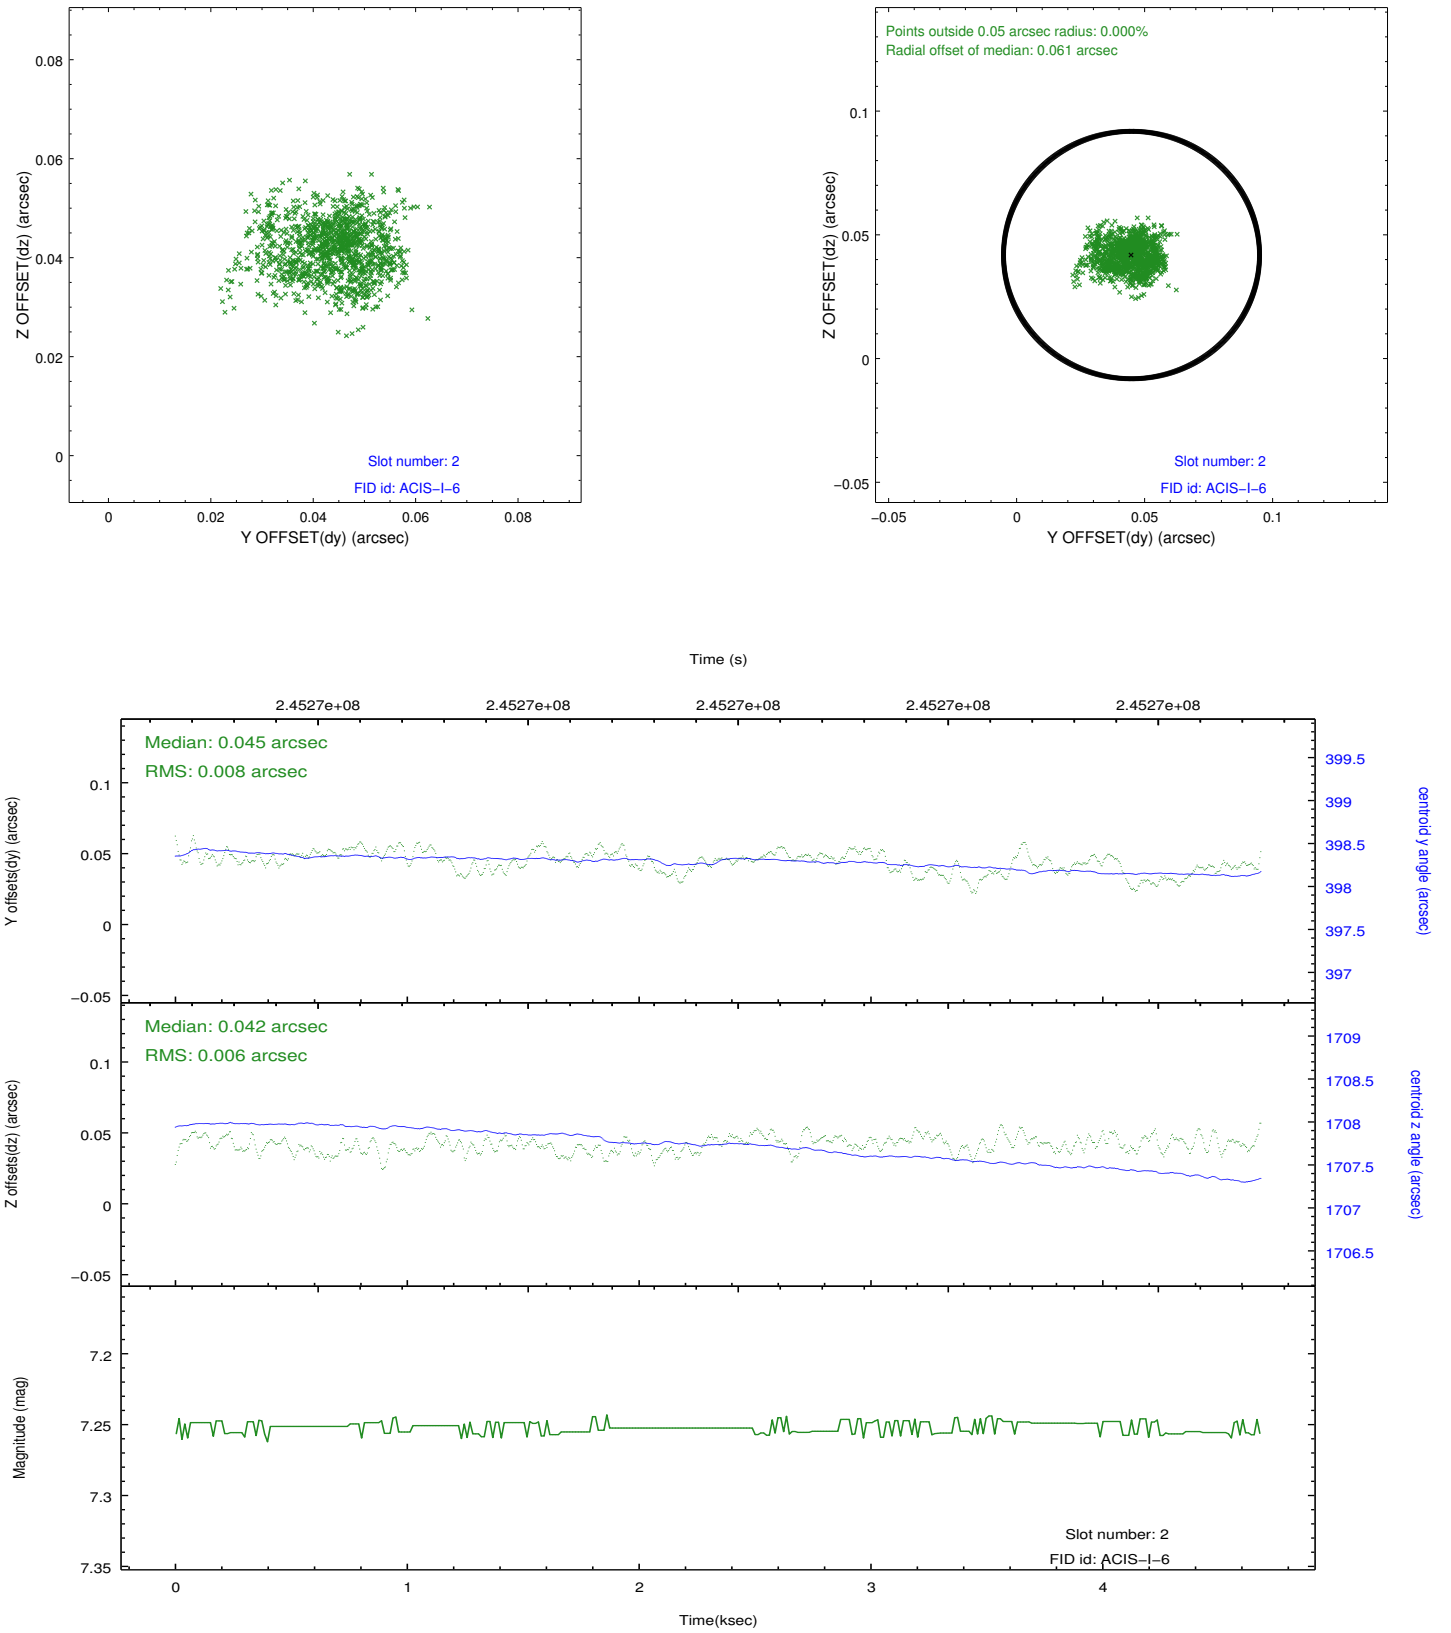 0.08
0.06
0.04
0.02
0
Z OFFSET(dz) (arcsec)
Slot number: 2
FID id: ACIS−I−6
0 0.02 0.04 0.06 0.08
Y OFFSET(dy) (arcsec)
Points outside 0.05 arcsec radius: 0.000%
Radial offset of median: 0.061 arcsec
0.1
0.05
0
−0.05
Z OFFSET(dz) (arcsec)
Slot number: 2
FID id: ACIS−I−6
−0.05 0 0.05 0.1
Y OFFSET(dy) (arcsec)
Time (s)
2.4527e+08 2.4527e+08 2.4527e+08 2.4527e+08 2.4527e+08
Median: 0.045 arcsec
RMS: 0.008 arcsec
0.1
0.05
0
−0.05
Y offsets(dy) (arcsec)
399.5
399
398.5
398
397.5
397
centroid y angle (arcsec)
Median: 0.042 arcsec
RMS: 0.006 arcsec
0.1
0.05
0
−0.05
Z offsets(dz) (arcsec)
1709
1708.5
1708
1707.5
1707
1706.5
centroid z angle (arcsec)
7.2
7.25
7.3
7.35
Magnitude (mag)
Slot number: 2
FID id: ACIS−I−6
0 1 2 3 4
Time(ksec)